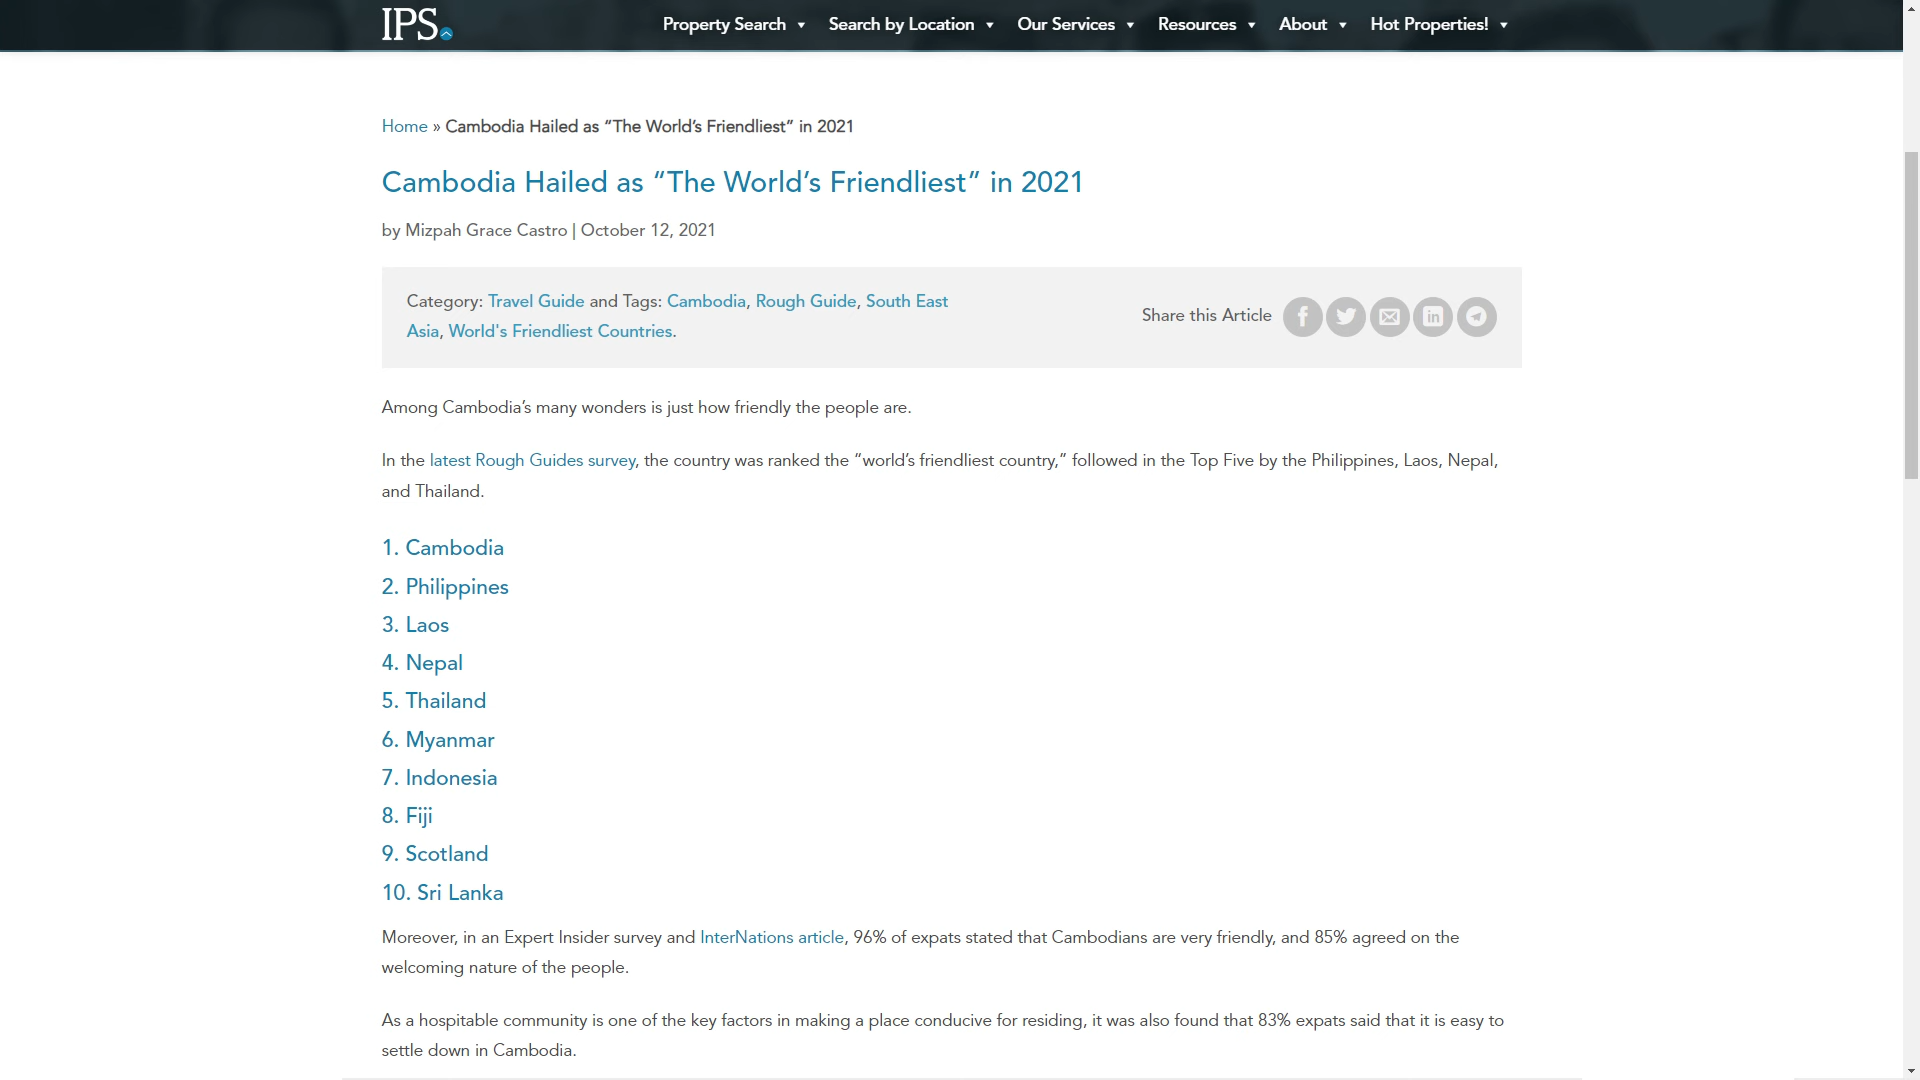 IPS
Property Search Search by Location Our Services Resources About Hot Properties!
Home » Cambodia Hailed as “The World’s Friendliest” in 2021
Cambodia Hailed as “The World’s Friendliest” in 2021
by Mizpah Grace Castro | October 12, 2021
Category: Travel Guide and Tags: Cambodia, Rough Guide, South East
Asia, World's Friendliest Countries.
Share this Article
Among Cambodia’s many wonders is just how friendly the people are.
In the latest Rough Guides survey, the country was ranked the “world’s friendliest country,” followed in the Top Five by the Philippines, Laos, Nepal,
and Thailand.
1. Cambodia
2. Philippines
3. Laos
4. Nepal
5. Thailand
6. Myanmar
7. Indonesia
8. Fiji
9. Scotland
10. Sri Lanka
Moreover, in an Expert Insider survey and InterNations article, 96% of expats stated that Cambodians are very friendly, and 85% agreed on the
welcoming nature of the people.
As a hospitable community is one of the key factors in making a place conducive for residing, it was also found that 83% expats said that it is easy to
settle down in Cambodia.